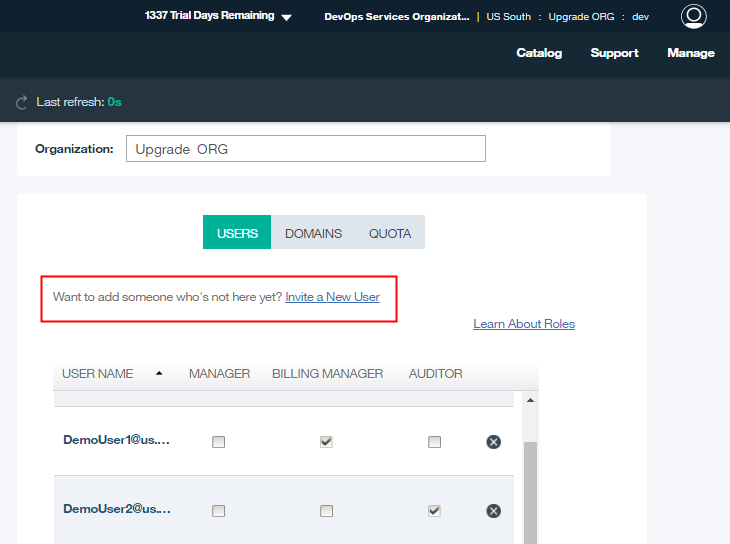 1337 Trial Days Remaining
DevOps Services Organizat... | US South : Upgrade ORG : dev
Catalog Support Manage
Last refresh: 0s
Organization: Upgrade ORG
USERS DOMAINS QUOTA
Want to add someone who's not here yet? Invite a New User
Learn About Roles
USER NAME MANAGER BILLING MANAGER AUDITOR
DemoUser1@us....
DemoUser2@us....